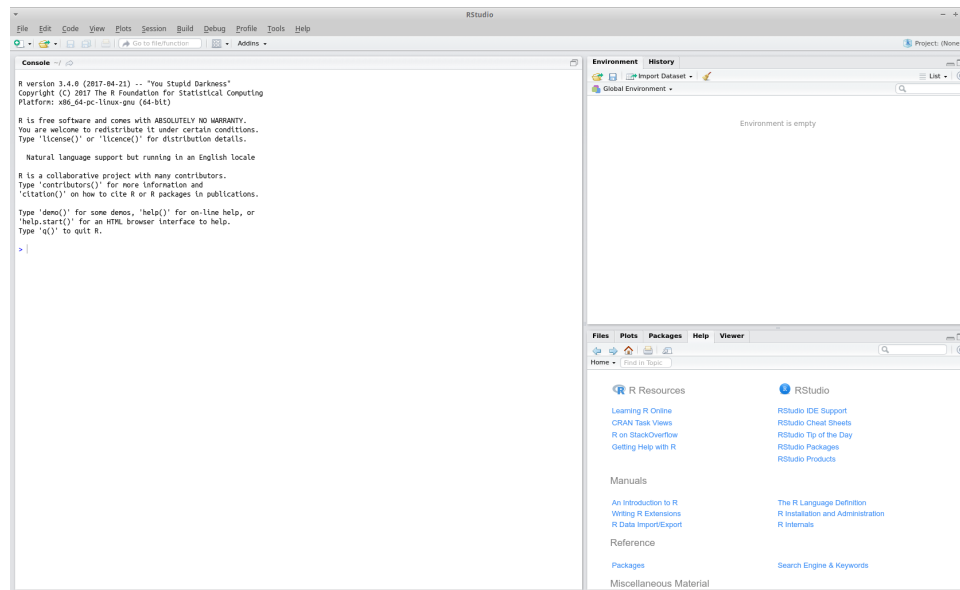 RStudio
File Edit Code View Plots Session Build Debug Profile Tools Help
Go to file/function Addins Project: (None
Console ~/
R version 3.4.0 (2017-04-21) -- "You Stupid Darkness"
Copyright (C) 2017 The R Foundation for Statistical Computing
Platform: x86_64-pc-linux-gnu (64-bit)
R is free software and comes with ABSOLUTELY NO WARRANTY.
You are welcome to redistribute it under certain conditions.
Type 'license()' or 'licence()' for distribution details.
Natural language support but running in an English locale
R is a collaborative project with many contributors.
Type 'contributors()' for more information and
'citation()' on how to cite R or R packages in publications.
Type 'demo()' for some demos, 'help()' for on-line help, or
'help.start()' for an HTML browser interface to help.
Type 'q()' to quit R.
>
Environment History
Import Dataset List
Global Environment
Environment is empty
Files Plots Packages Help Viewer
Home Find in Topic
R Resources
Learning R Online
CRAN Task Views
R on StackOverflow
Getting Help with R
RStudio
RStudio IDE Support
RStudio Cheat Sheets
RStudio Tip of the Day
RStudio Packages
RStudio Products
Manuals
An Introduction to R
Writing R Extensions
R Data Import/Export
The R Language Definition
R Installation and Administration
R Internals
Reference
Packages
Search Engine & Keywords
Miscellaneous Material